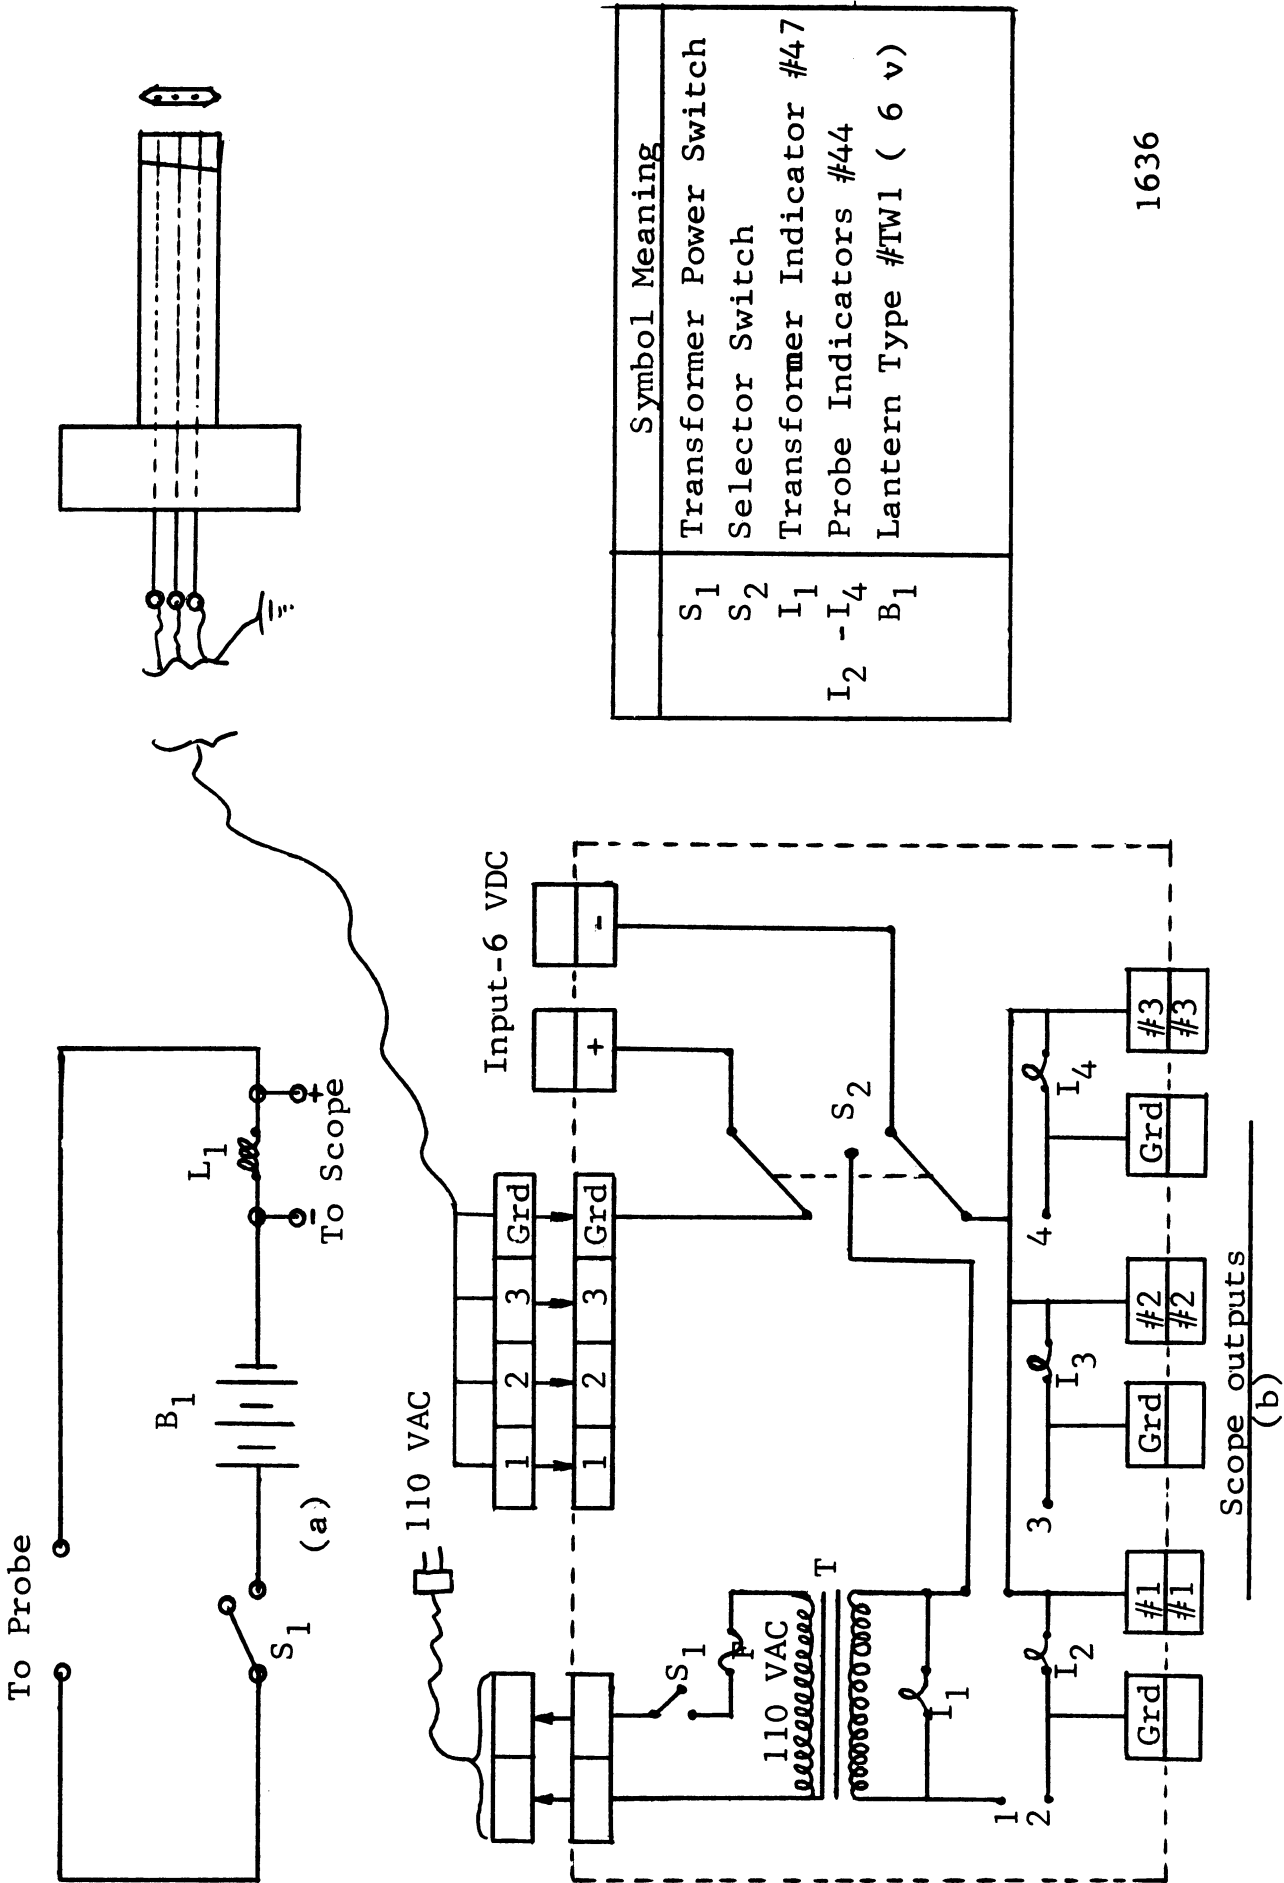 To Probe
S1
B1
L1
- +
To Scope
(a)
110 VAC
1 2 3 Grd
1 2 3 Grd
Input-6 VDC
+ -
S1
F
110 VAC
T
S2
I1
1
2
I2
3
I3
4
I4
Grd #1 Grd #2 Grd #3
#1 #2 #3
Scope outputs
(b)
Symbol Meaning
S1 Transformer Power Switch
S2 Selector Switch
I1 Transformer Indicator #47
I2 -I4 Probe Indicators #44
B1 Lantern Type #TW1 ( 6 v)
1636